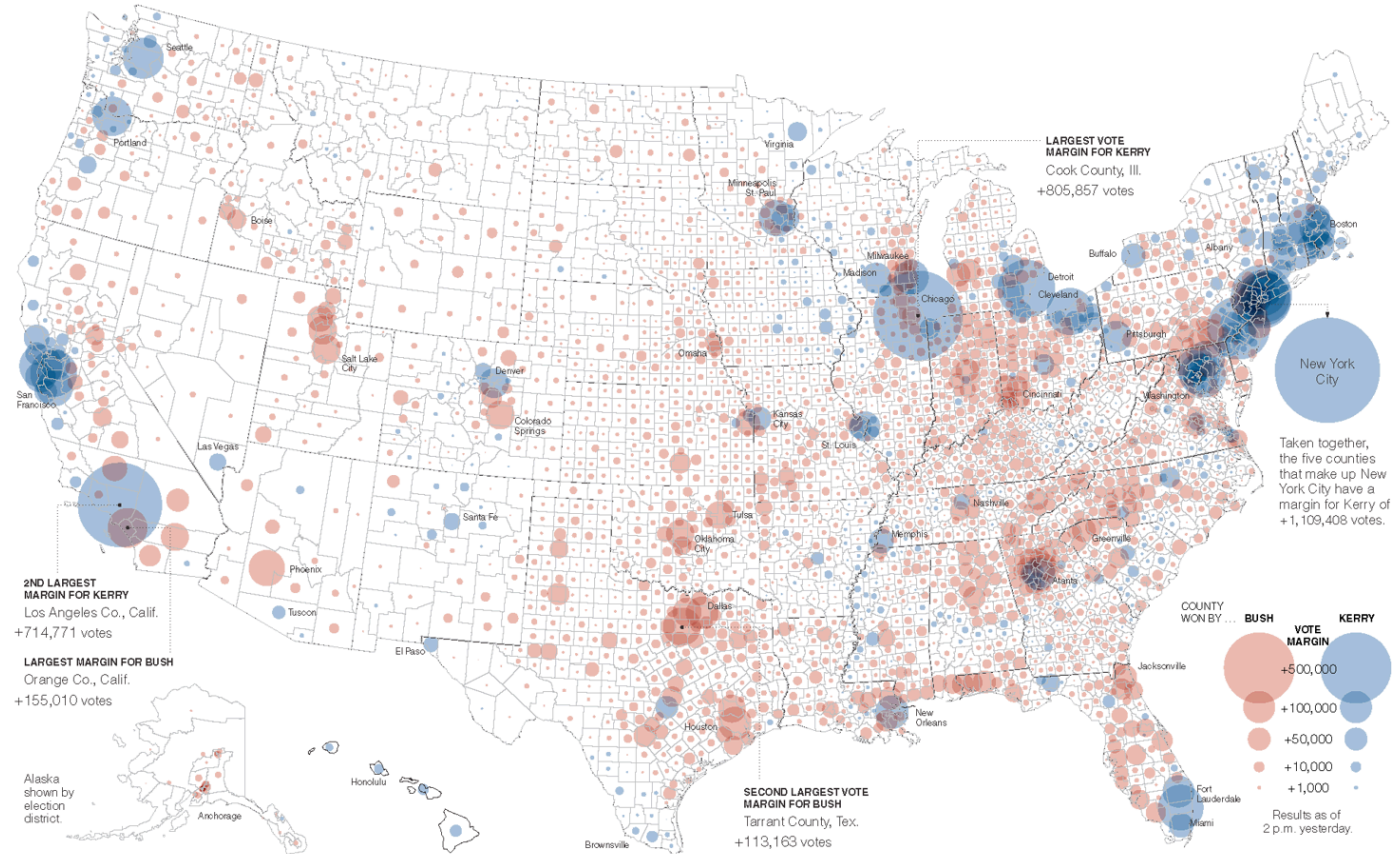 Seattle
Portland
Virginia
Minneapolis
St. Paul
LARGEST VOTE
MARGIN FOR KERRY
Cook County, Ill.
+805,857 votes
Boise
Milwaukee
Madison
Chicago
Detroit
Cleveland
Buffalo
Albany
Boston
Pittsburgh
New York
City
Omaha
Salt Lake
City
Denver
Colorado
Springs
Kansas
City
St. Louis
Cincinnati
Washington
San
Francisco
Las Vegas
Taken together,
the five counties
that make up New
York City have a
margin for Kerry of
+1,109,408 votes.
Santa Fe
Tulsa
Oklahoma
City
Nashville
Memphis
Greenville
Atlanta
Phoenix
Tuscon
2ND LARGEST
MARGIN FOR KERRY
Los Angeles Co., Calif.
+714,771 votes
LARGEST MARGIN FOR BUSH
Orange Co., Calif.
+155,010 votes
El Paso
Dallas
Houston
New
Orleans
Jacksonville
COUNTY
WON BY ... BUSH VOTE MARGIN KERRY
+500,000
+100,000
+50,000
+10,000
+1,000
Results as of
2 p.m. yesterday.
Fort
Lauderdale
Miami
SECOND LARGEST VOTE
MARGIN FOR BUSH
Tarrant County, Tex.
+113,163 votes
Brownsville
Honolulu
Alaska
shown by
election
district.
Anchorage